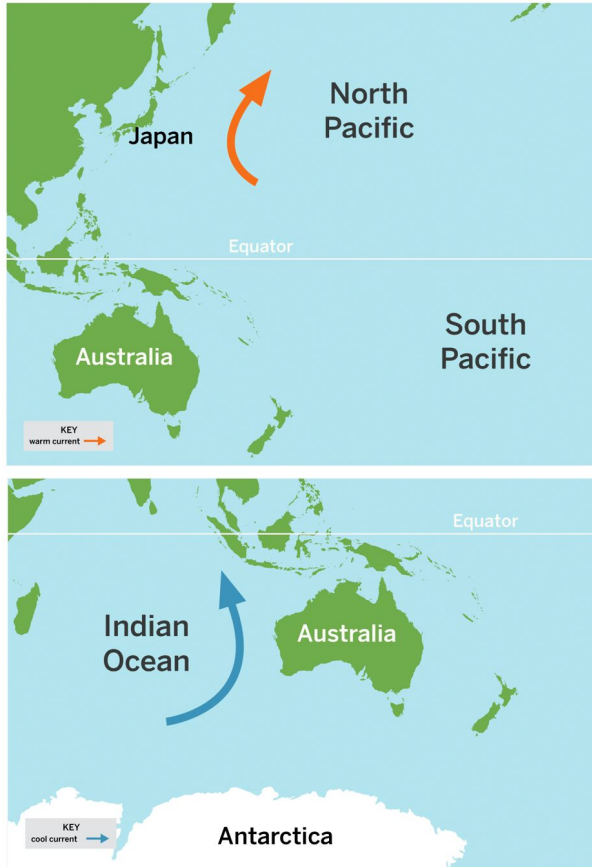 North
Pacific
Japan
Equator
South
Pacific
Australia
KEY
warm current
Equator
Indian
Ocean
Australia
KEY
cool current
Antarctica